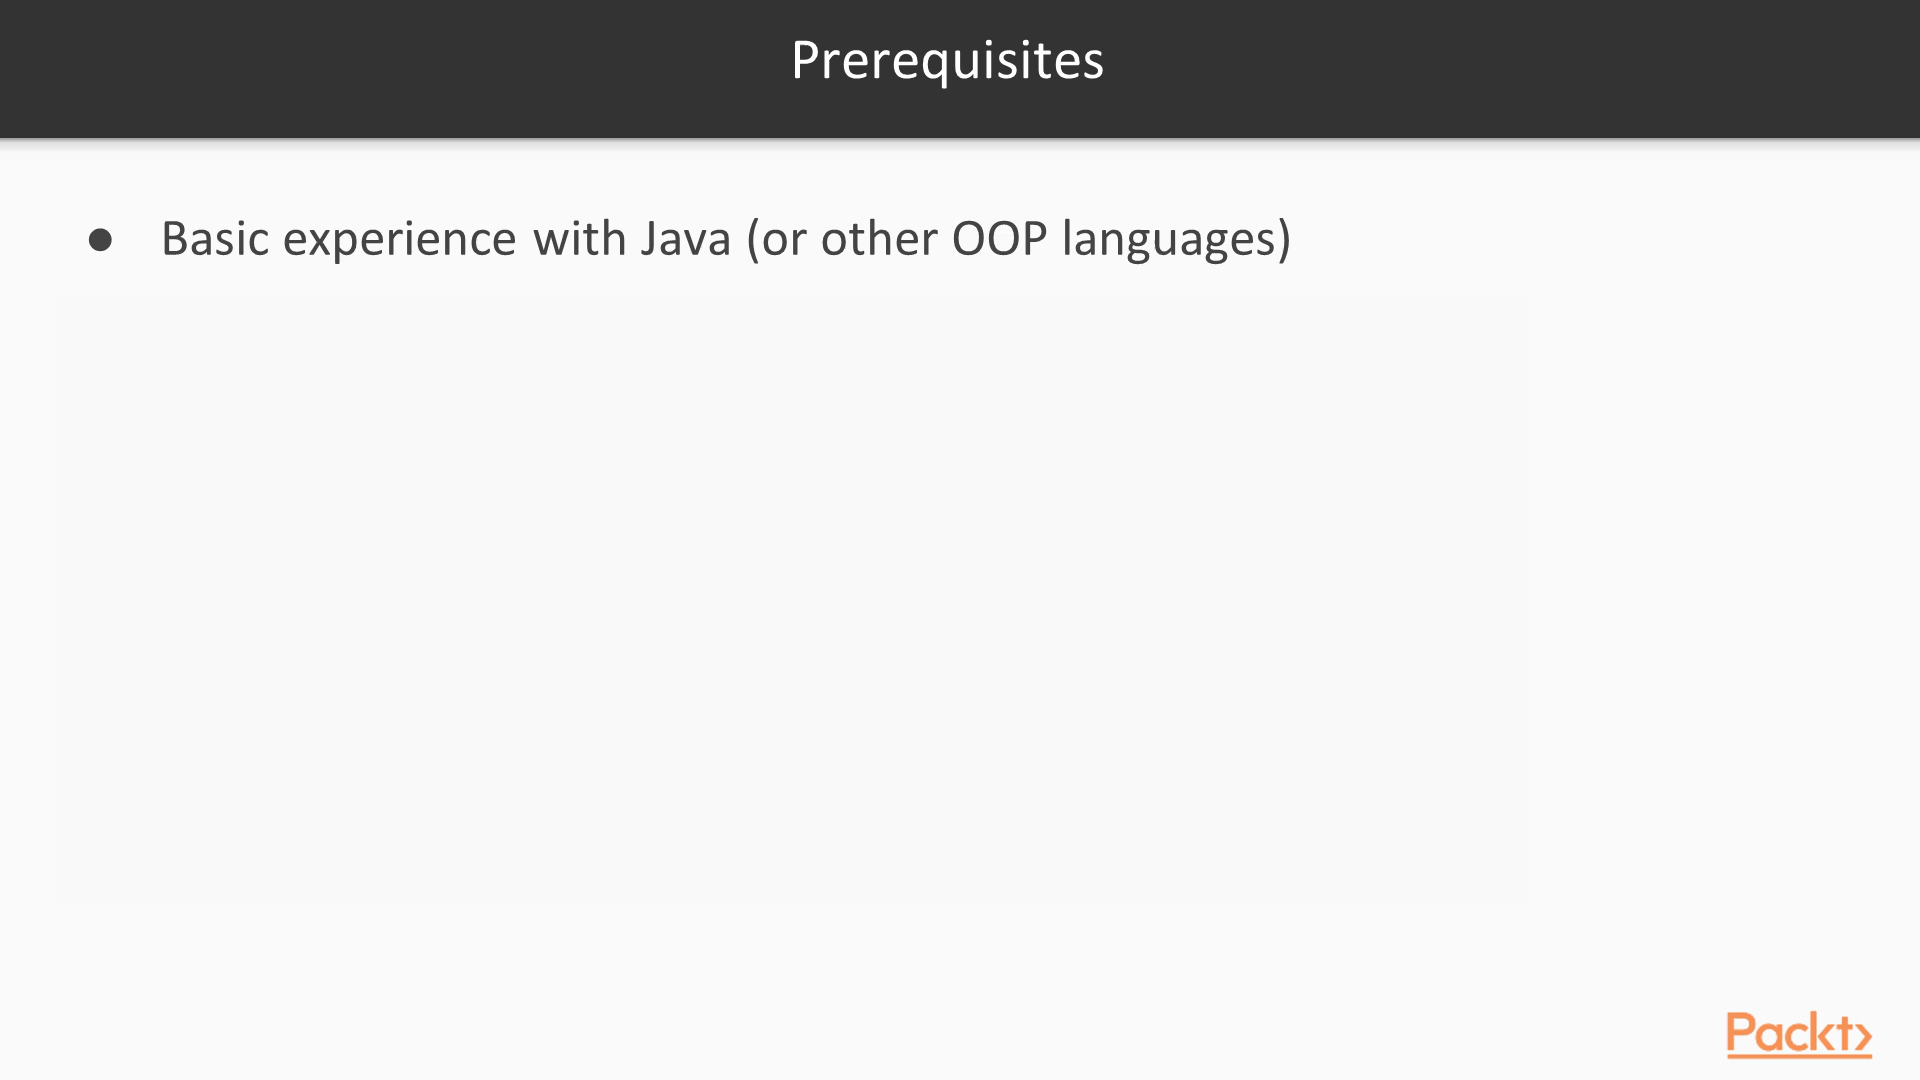 Prerequisites
● Basic experience with Java (or other OOP languages)
Packt>